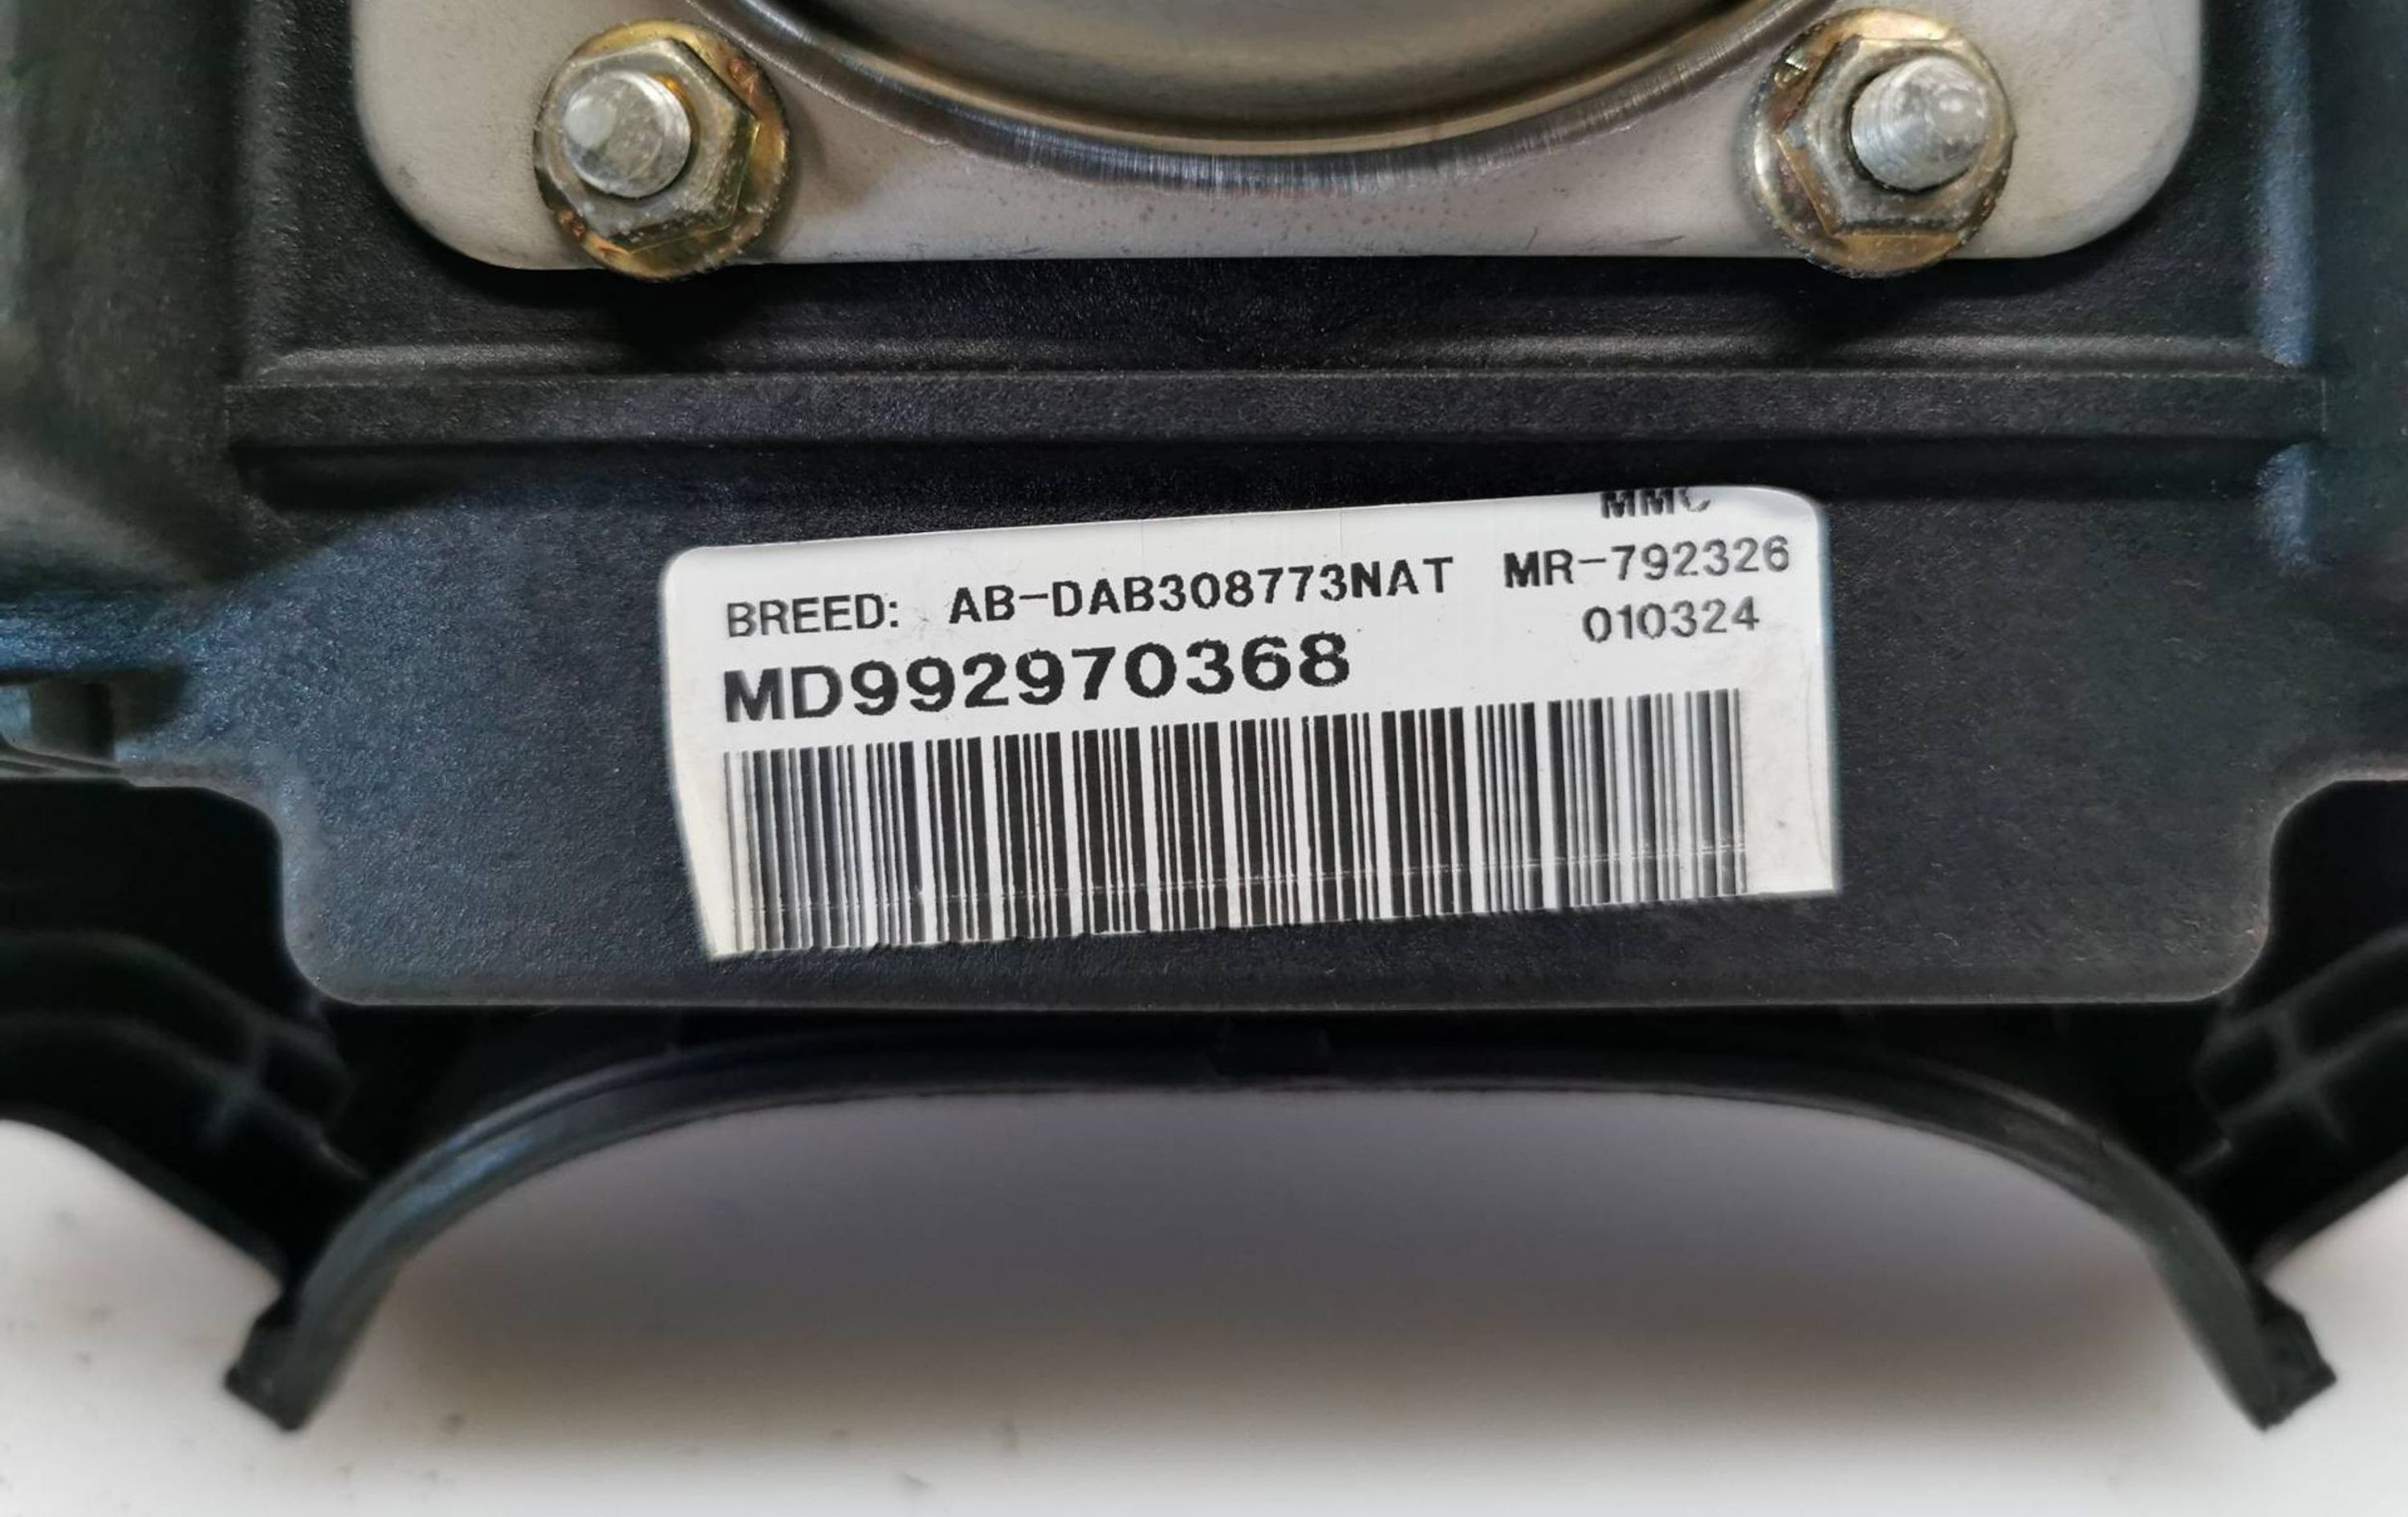 MMC
BREED: AB-DAB308773NAT MR-792326
010324
MD992970368